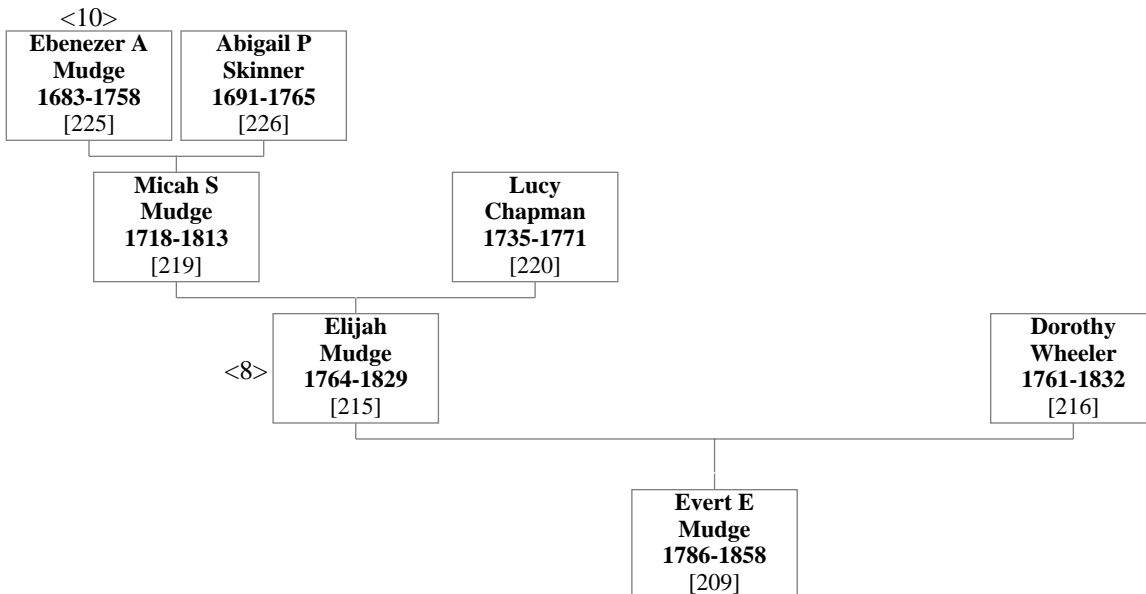 <10>
Ebenezer A
Mudge
1683-1758
[225]
Abigail P
Skinner
1691-1765
[226]
Micah S
Mudge
1718-1813
[219]
Lucy
Chapman
1735-1771
[220]
<8>
Elijah
Mudge
1764-1829
[215]
Dorothy
Wheeler
1761-1832
[216]
Evert E
Mudge
1786-1858
[209]